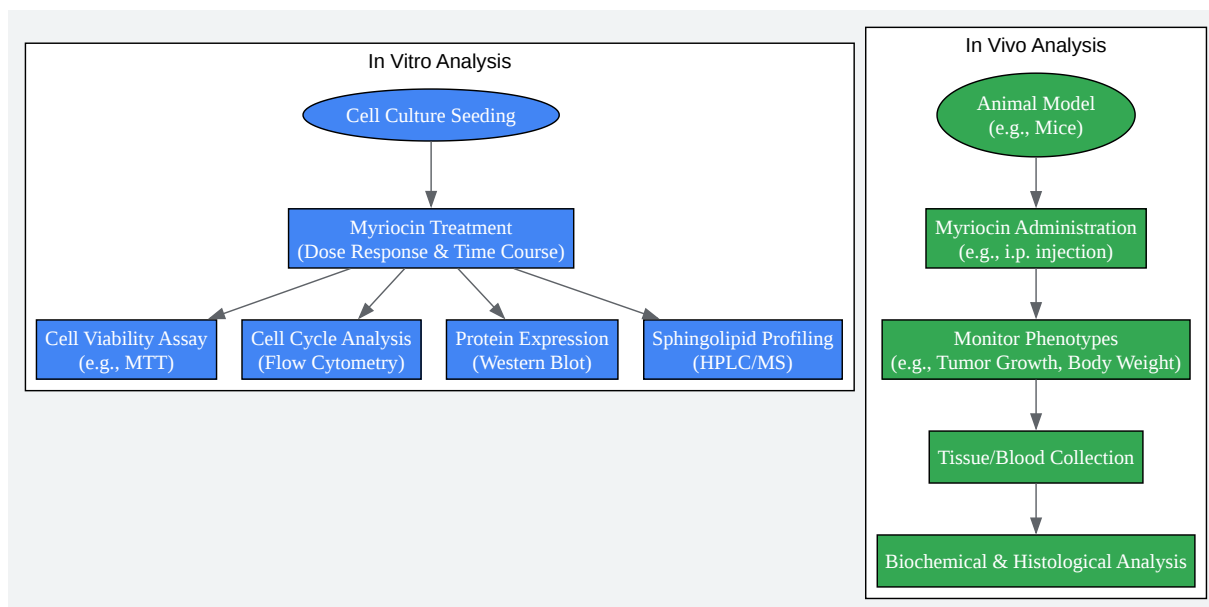 In Vitro Analysis
Cell Culture Seeding
Myriocin Treatment
(Dose Response & Time Course)
Cell Viability Assay
(e.g., MTT)
Cell Cycle Analysis
(Flow Cytometry)
Protein Expression
(Western Blot)
Sphingolipid Profiling
(HPLC/MS)
In Vivo Analysis
Animal Model
(e.g., Mice)
Myriocin Administration
(e.g., i.p. injection)
Monitor Phenotypes
(e.g., Tumor Growth, Body Weight)
Tissue/Blood Collection
Biochemical & Histological Analysis